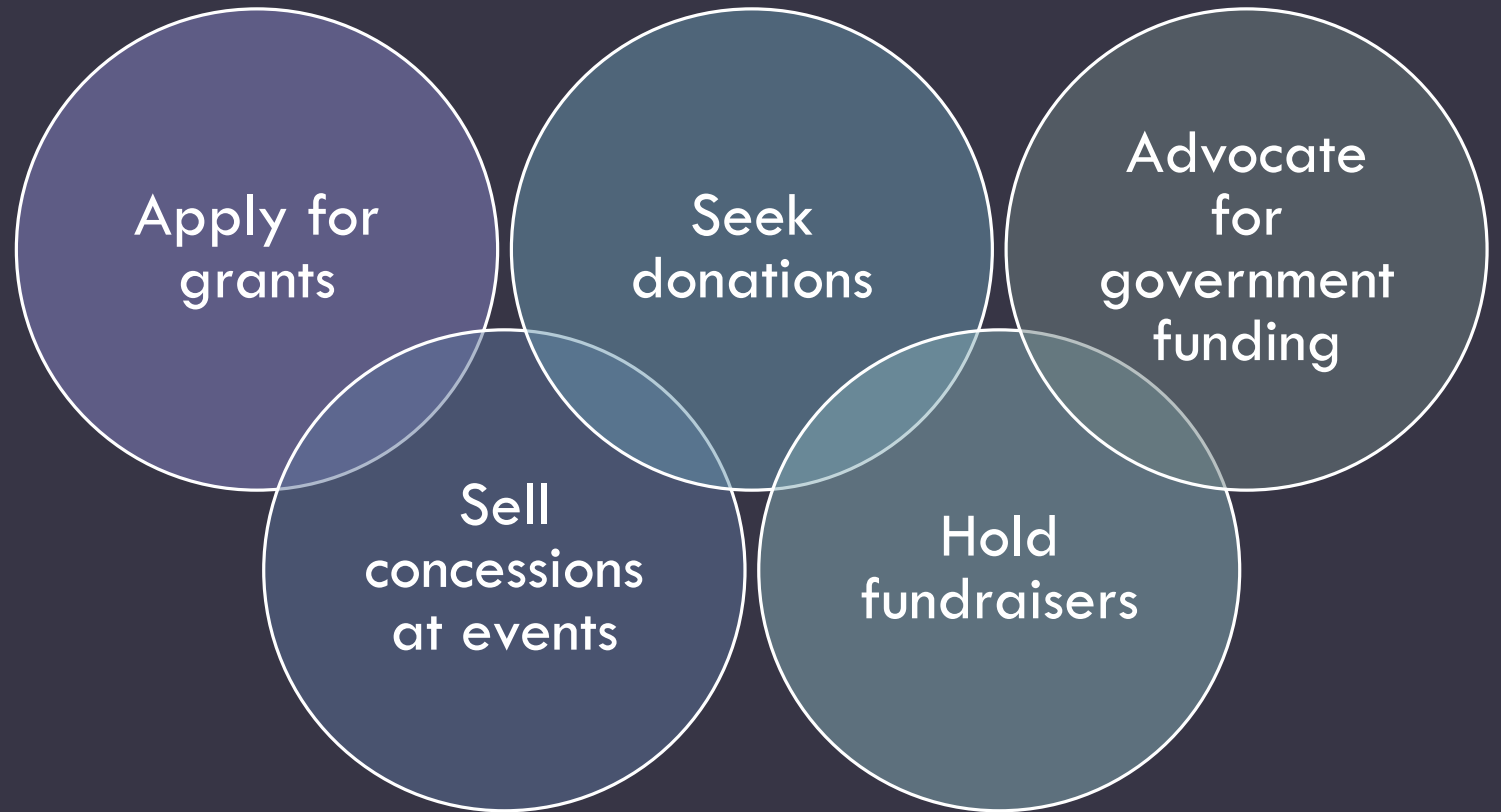 Apply for
grants
Seek
donations
Advocate
for
government
funding
Sell
concessions
at events
Hold
fundraisers